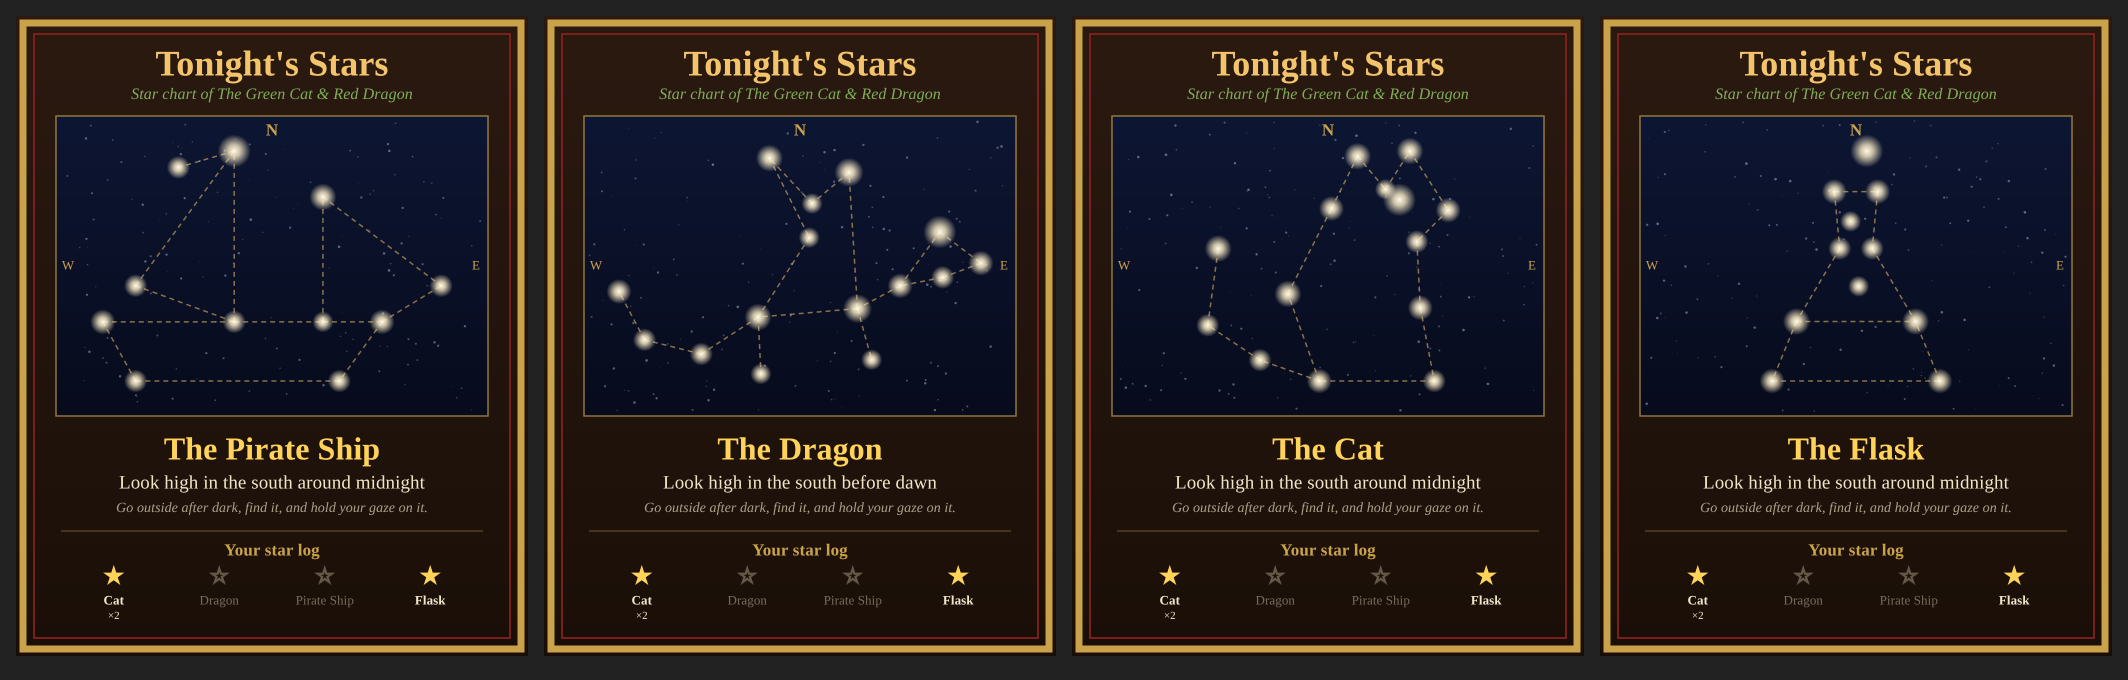 Tonight's Stars
Star chart of The Green Cat & Red Dragon
N
W
E
The Pirate Ship
Look high in the south around midnight
Go outside after dark, find it, and hold your gaze on it.
Your star log
Cat Dragon Pirate Ship Flask
×2
Tonight's Stars
Star chart of The Green Cat & Red Dragon
N
W
E
The Dragon
Look high in the south before dawn
Go outside after dark, find it, and hold your gaze on it.
Your star log
Cat Dragon Pirate Ship Flask
×2
Tonight's Stars
Star chart of The Green Cat & Red Dragon
N
W
E
The Cat
Look high in the south around midnight
Go outside after dark, find it, and hold your gaze on it.
Your star log
Cat Dragon Pirate Ship Flask
×2
Tonight's Stars
Star chart of The Green Cat & Red Dragon
N
W
E
The Flask
Look high in the south around midnight
Go outside after dark, find it, and hold your gaze on it.
Your star log
Cat Dragon Pirate Ship Flask
×2